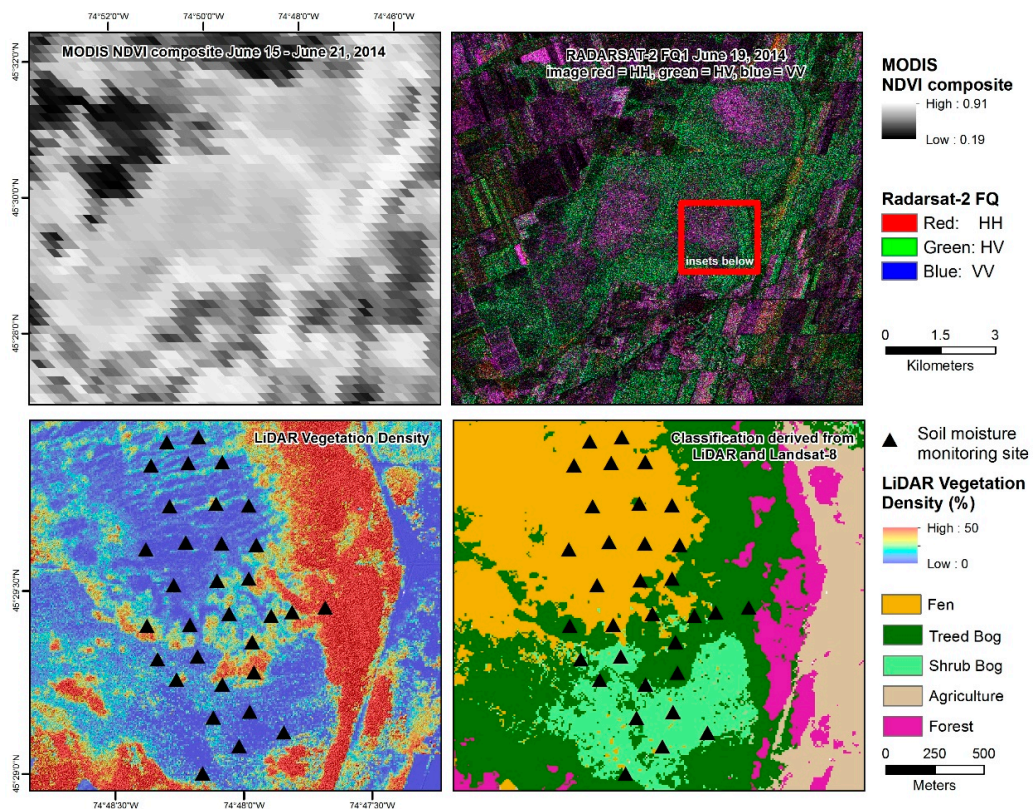 74°52'0"W
74°50'0"W
74°48'0"W
74°46'0"W
45°32'0"N
45°30'0"N
45°28'0"N
MODIS NDVI composite June 15 - June 21, 2014
RADARSAT-2 FQ1 June 19, 2014
image red = HH, green = HV, blue = VV
insets below
MODIS
NDVI composite
High : 0.91
Low : 0.19
Radarsat-2 FQ
Red: HH
Green: HV
Blue: VV
0 1.5 3
Kilometers
LiDAR Vegetation Density
Classification derived from
LiDAR and Landsat-8
45°29'30"N
45°29'0"N
74°48'30"W
74°48'0"W
74°47'30"W
Soil moisture
monitoring site
LiDAR Vegetation
Density (%)
High : 50
Low : 0
Fen
Treed Bog
Shrub Bog
Agriculture
Forest
0 250 500
Meters